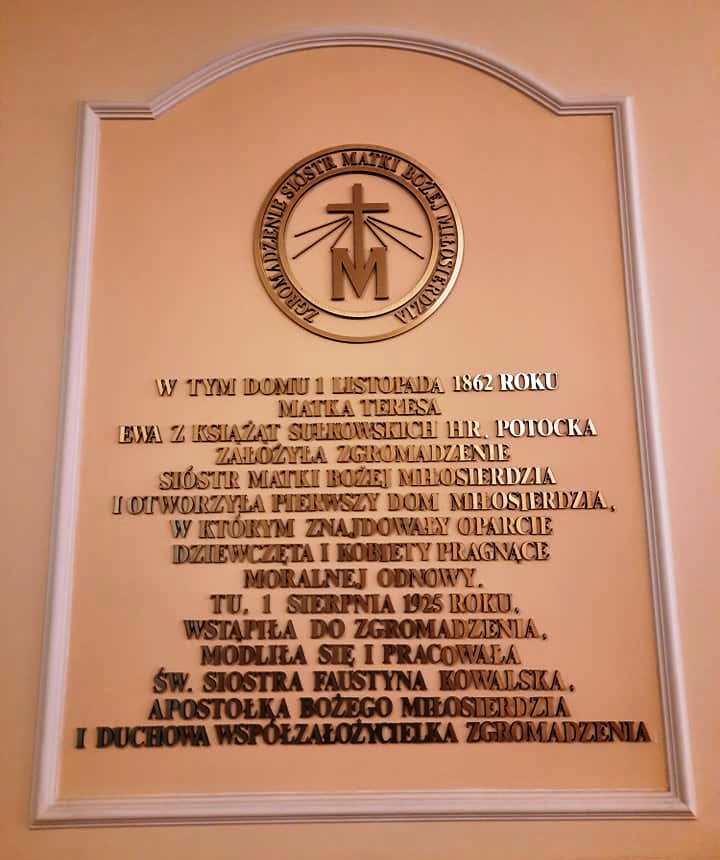 ZGROMADZENIE SIÓSTR MATKI BOŻEJ MIŁOSIERDZIA
M
W TYM DOMU 1 LISTOPADA 1862 ROKU
MATKA TERESA
EWA Z KSIĄŻĄT SUŁKOWSKICH HR. POTOCKA
ZAŁOŻYŁA ZGROMADZENIE
SIÓSTR MATKI BOŻEJ MIŁOSIERDZIA
I OTWORZYŁA PIERWSZY DOM MIŁOSIERDZIA,
W KTÓRYM ZNAJDOWAŁY OPARCIE
DZIEWCZĘTA I KOBIETY PRAGNĄCE
MORALNEJ ODNOWY.
TU, 1 SIERPNIA 1925 ROKU,
WSTĄPIŁA DO ZGROMADZENIA,
MODLIŁA SIĘ I PRACOWAŁA
ŚW. SIOSTRA FAUSTYNA KOWALSKA,
APOSTOŁKA BOŻEGO MIŁOSIERDZIA
I DUCHOWA WSPÓŁZAŁOŻYCIELKA ZGROMADZENIA